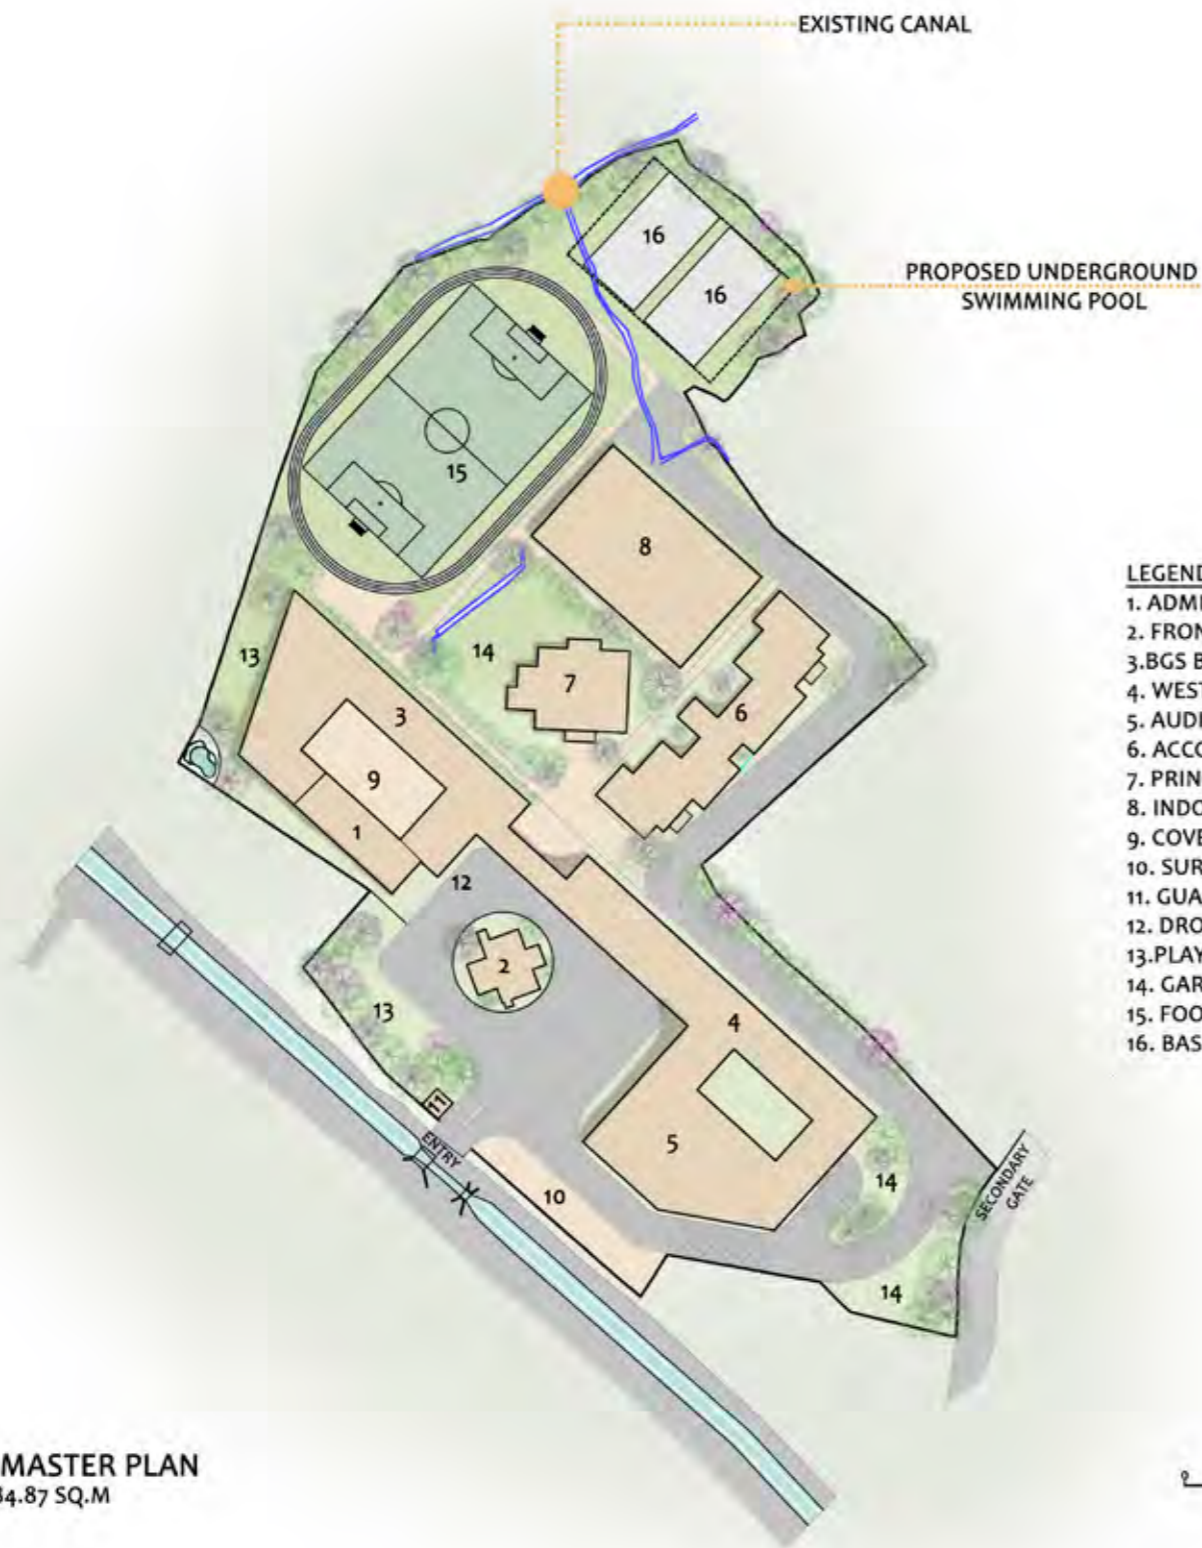 EXISTING CANAL
PROPOSED UNDERGROUND
SWIMMING POOL
16
16
15
8
LEGEND
1. ADMI
2. FRON
3.BGS B
4. WEST
5. AUDI
6. ACCO
7. PRIN
8. INDO
9. COVE
10. SUR
11. GUA
12. DRO
13.PLAY
14. GAR
15. FOO
16. BAS
13
14
7
3
6
9
1
12
2
13
4
11
ENTRY
5
10
14
SECONDARY
GATE
14
MASTER PLAN
34.87 SQ.M